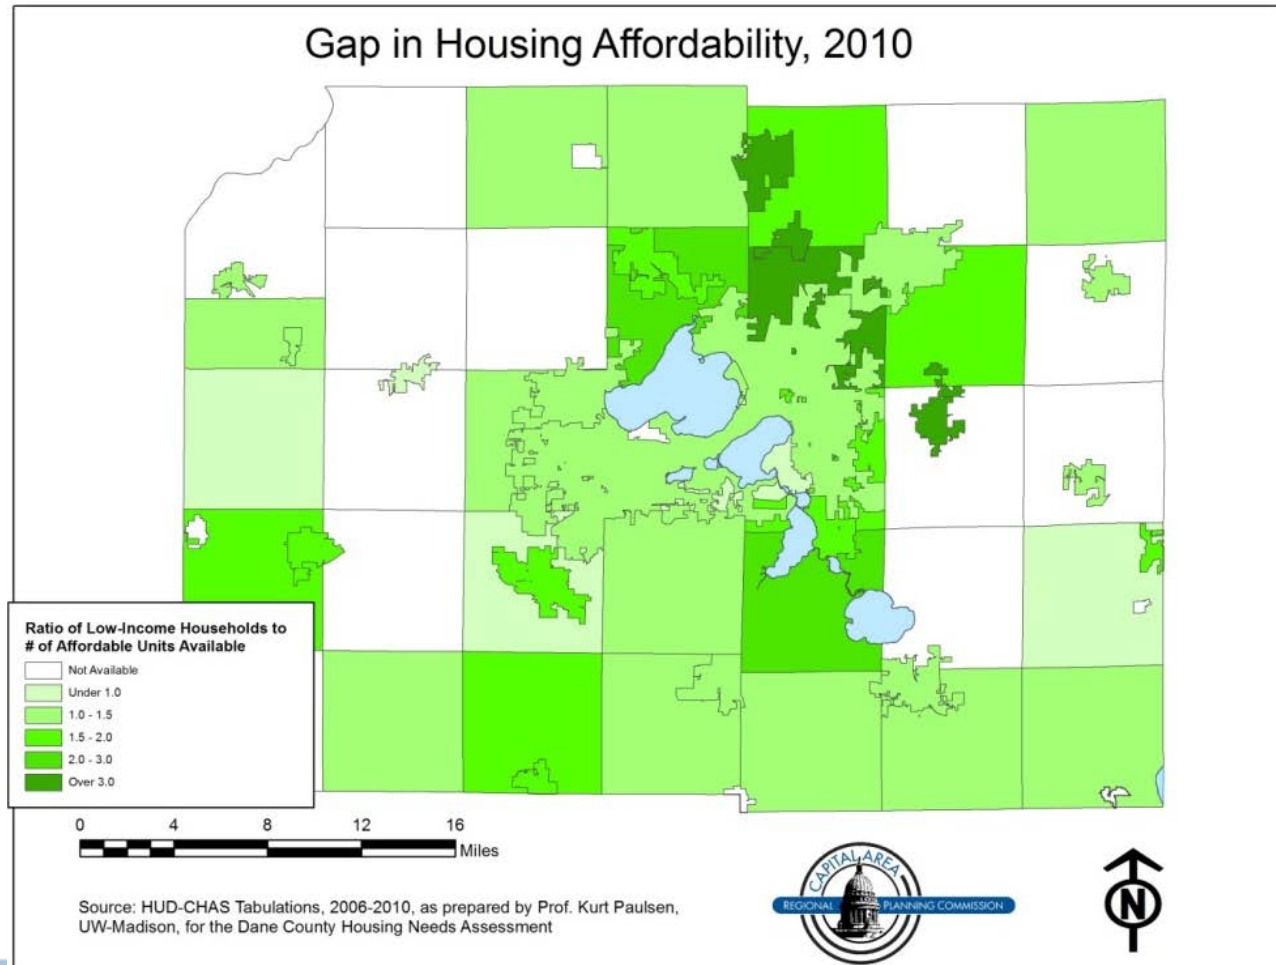 Gap in Housing Affordability, 2010
Ratio of Low-Income Households to
# of Affordable Units Available
Not Available
Under 1.0
1.0 - 1.5
1.5 - 2.0
2.0 - 3.0
Over 3.0
0 4 8 12 16
Miles
Source: HUD-CHAS Tabulations, 2006-2010, as prepared by Prof. Kurt Paulsen,
UW-Madison, for the Dane County Housing Needs Assessment
CAPITAL AREA
REGIONAL PLANNING COMMISSION
N